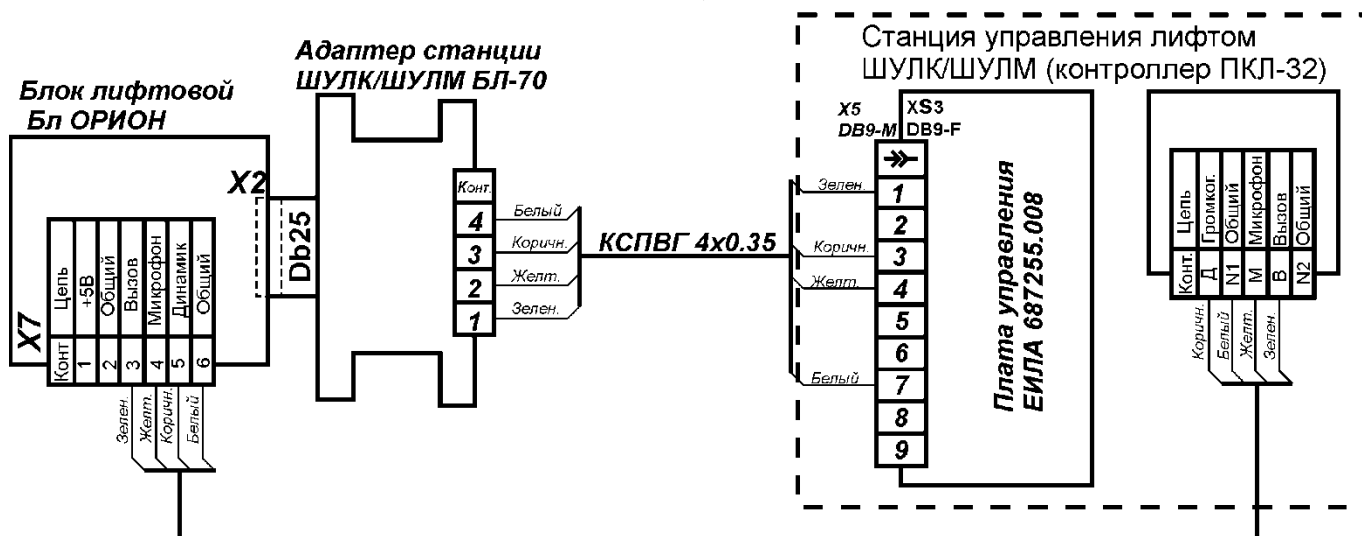 Блок лифтовой
Бл ОРИОН
X7
Конт
Цепь
1
+5В
2
Общий
3
Вызов
4
Микрофон
5
Динамик
6
Общий
Зелен.
Желт.
Коричн.
Белый
X2
Db25
Адаптер станции
ШУЛК/ШУЛМ БЛ-70
Конт.
4
3
2
1
Белый
Коричн.
Желт.
Зелен.
КСПВГ 4x0.35
Станция управления лифтом
ШУЛК/ШУЛМ (контроллер ПКЛ-32)
X5
XS3
DB9-M
DB9-F
Зелен.
Коричн.
Желт.
Белый
1
2
3
4
5
6
7
8
9
Плата управления
ЕИЛА 687255.008
Конт.
Цепь
Д
Громког.
N1
Общий
М
Микрофон
В
Вызов
N2
Общий
Коричн.
Белый
Желт.
Зелен.